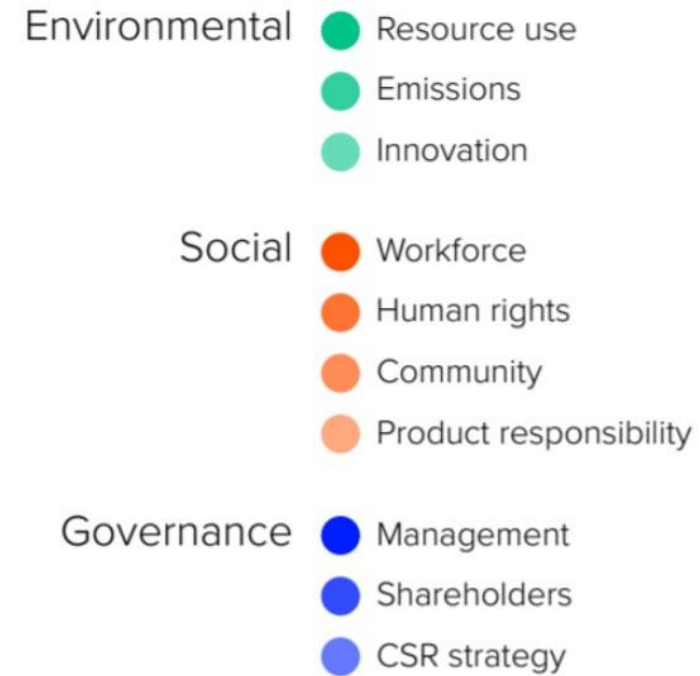 Environmental Resource use
Emissions
Innovation
Social Workforce
Human rights
Community
Product responsibility
Governance Management
Shareholders
CSR strategy